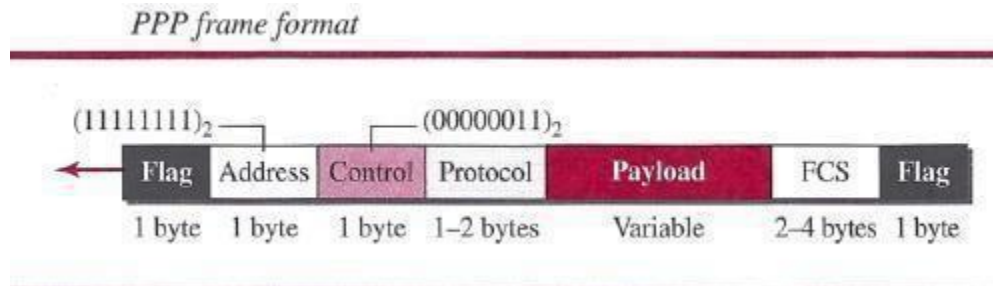 PPP frame format
(11111111)2 (00000011)2
Flag Address Control Protocol Payload FCS Flag
1 byte 1 byte 1 byte 1–2 bytes Variable 2–4 bytes 1 byte